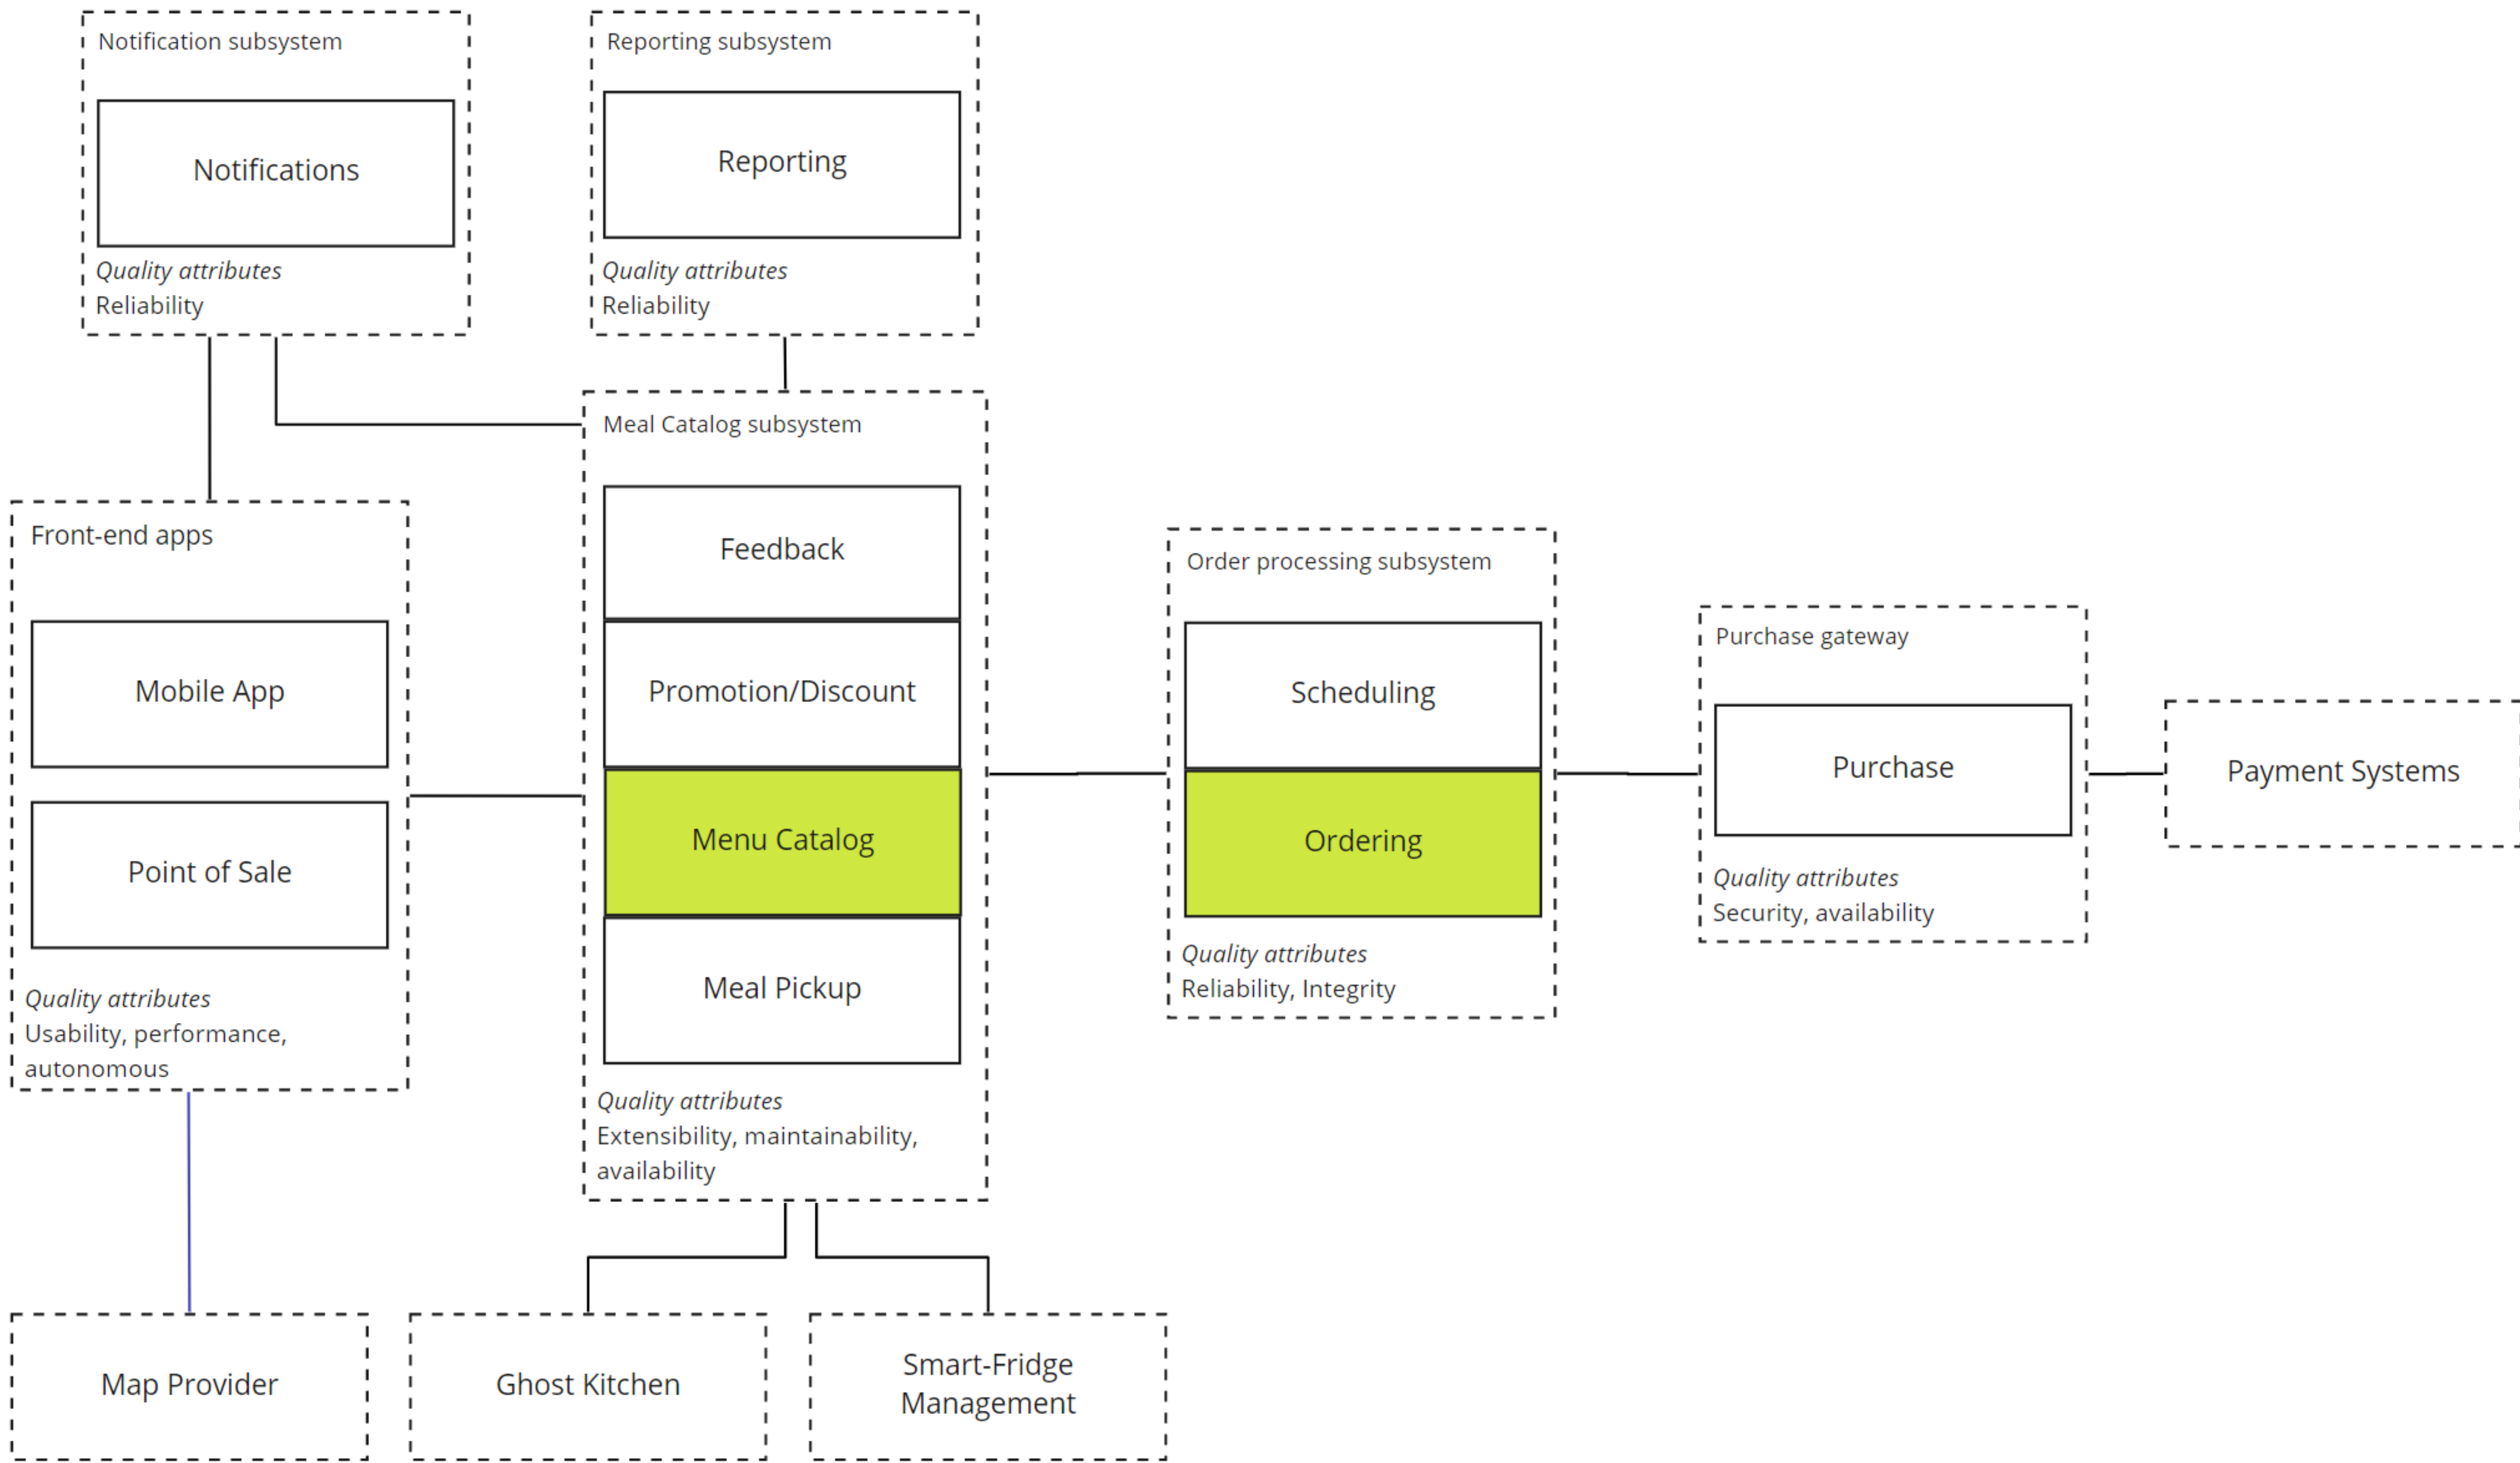 Notification subsystem
Notifications
Quality attributes
Reliability
Reporting subsystem
Reporting
Quality attributes
Reliability
Front-end apps
Mobile App
Point of Sale
Quality attributes
Usability, performance,
autonomous
Meal Catalog subsystem
Feedback
Promotion/Discount
Menu Catalog
Meal Pickup
Quality attributes
Extensibility, maintainability,
availability
Order processing subsystem
Scheduling
Ordering
Quality attributes
Reliability, Integrity
Purchase gateway
Purchase
Quality attributes
Security, availability
Payment Systems
Map Provider
Ghost Kitchen
Smart-Fridge
Management